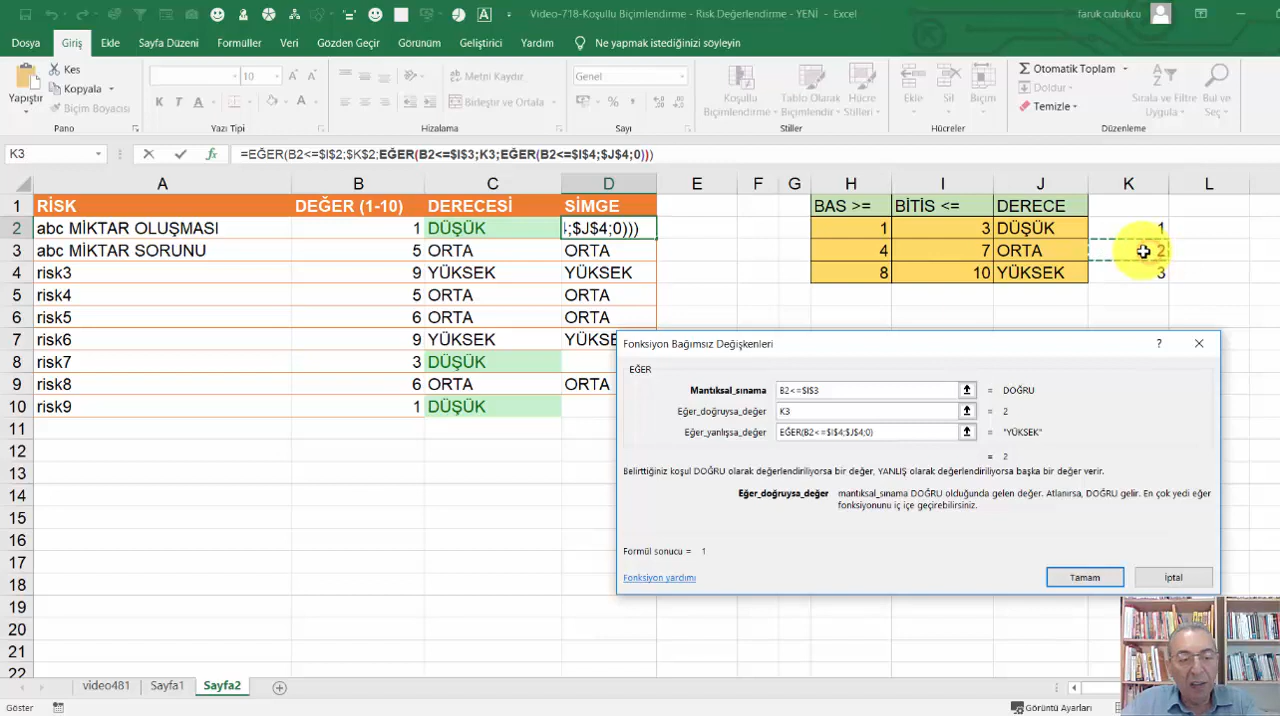 Video-718-Koşullu Biçimlendirme - Risk Değerlendirme - YENİ - Excel
faruk cubukcu
Dosya Giriş Ekle Sayfa Düzeni Formüller Veri Gözden Geçir Görünüm Geliştirici Yardım Ne yapmak istediğinizi söyleyin
Yapıştır
Kes
Kopyala
Biçim Boyacısı
Pano
10
K T A
Yazı Tipi
Metni Kaydır
Birleştir ve Ortala
Hizalama
Genel
Sayı
Koşullu Biçimlendirme
Tablo Olarak Biçimlendir
Hücre Stilleri
Stiller
Ekle Sil Biçim
Hücreler
Otomatik Toplam
Doldur
Temizle
Sırala ve Filtre Uygula
Bul ve Seç
Düzenleme
K3
=EĞER(B2<=$I$2;$K$2;EĞER(B2<=$I$3;K3;EĞER(B2<=$I$4;$J$4;0)))
A B C D E F G H I J K L
1 RİSK DEĞER (1-10) DERECESİ SİMGE BAS >= BİTİS <= DERECE
2 abc MİKTAR OLUŞMASI 1 DÜŞÜK ;$J$4;0))) 1 3 DÜŞÜK 1
3 abc MİKTAR SORUNU 5 ORTA ORTA 4 7 ORTA 2
4 risk3 9 YÜKSEK YÜKSEK 8 10 YÜKSEK 3
5 risk4 5 ORTA ORTA
6 risk5 6 ORTA ORTA
7 risk6 9 YÜKSEK YÜKSE
8 risk7 3 DÜŞÜK
9 risk8 6 ORTA ORTA
10 risk9 1 DÜŞÜK
11
12
13
14
15
16
17
18
19
20
21
22
Fonksiyon Bağımsız Değişkenleri ?
EĞER
Mantıksal_sınama B2<=$I$3 = DOĞRU
Eğer_doğruysa_değer K3 = 2
Eğer_yanlışsa_değer EĞER(B2<=$I$4;$J$4;0) = "YÜKSEK"
= 2
Belirttiğiniz koşul DOĞRU olarak değerlendiriliyorsa bir değer, YANLIŞ olarak değerlendiriliyorsa başka bir değer verir.
Eğer_doğruysa_değer mantıksal_sınama DOĞRU olduğunda gelen değer. Atlanırsa, DOĞRU gelir. En çok yedi eğer
fonksiyonunu iç içe geçirebilirsiniz.
Formül sonucu = 1
Fonksiyon yardımı Tamam İptal
video481 Sayfa1 Sayfa2
Göster Görüntü Ayarları